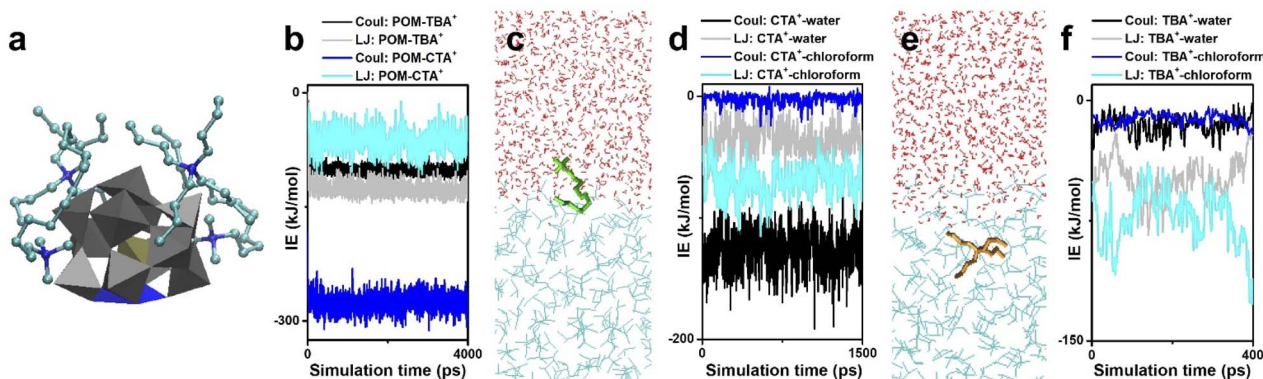 a
b
Coul: POM-TBA⁺
LJ: POM-TBA⁺
Coul: POM-CTA⁺
LJ: POM-CTA⁺
0
-300
IE (kJ/mol)
0
4000
Simulation time (ps)
c
d
Coul: CTA⁺-water
LJ: CTA⁺-water
Coul: CTA⁺-chloroform
LJ: CTA⁺-chloroform
0
-200
IE (kJ/mol)
0
1500
Simulation time (ps)
e
f
Coul: TBA⁺-water
LJ: TBA⁺-water
Coul: TBA⁺-chloroform
LJ: TBA⁺-chloroform
0
-150
IE (kJ/mol)
0
400
Simulation time (ps)